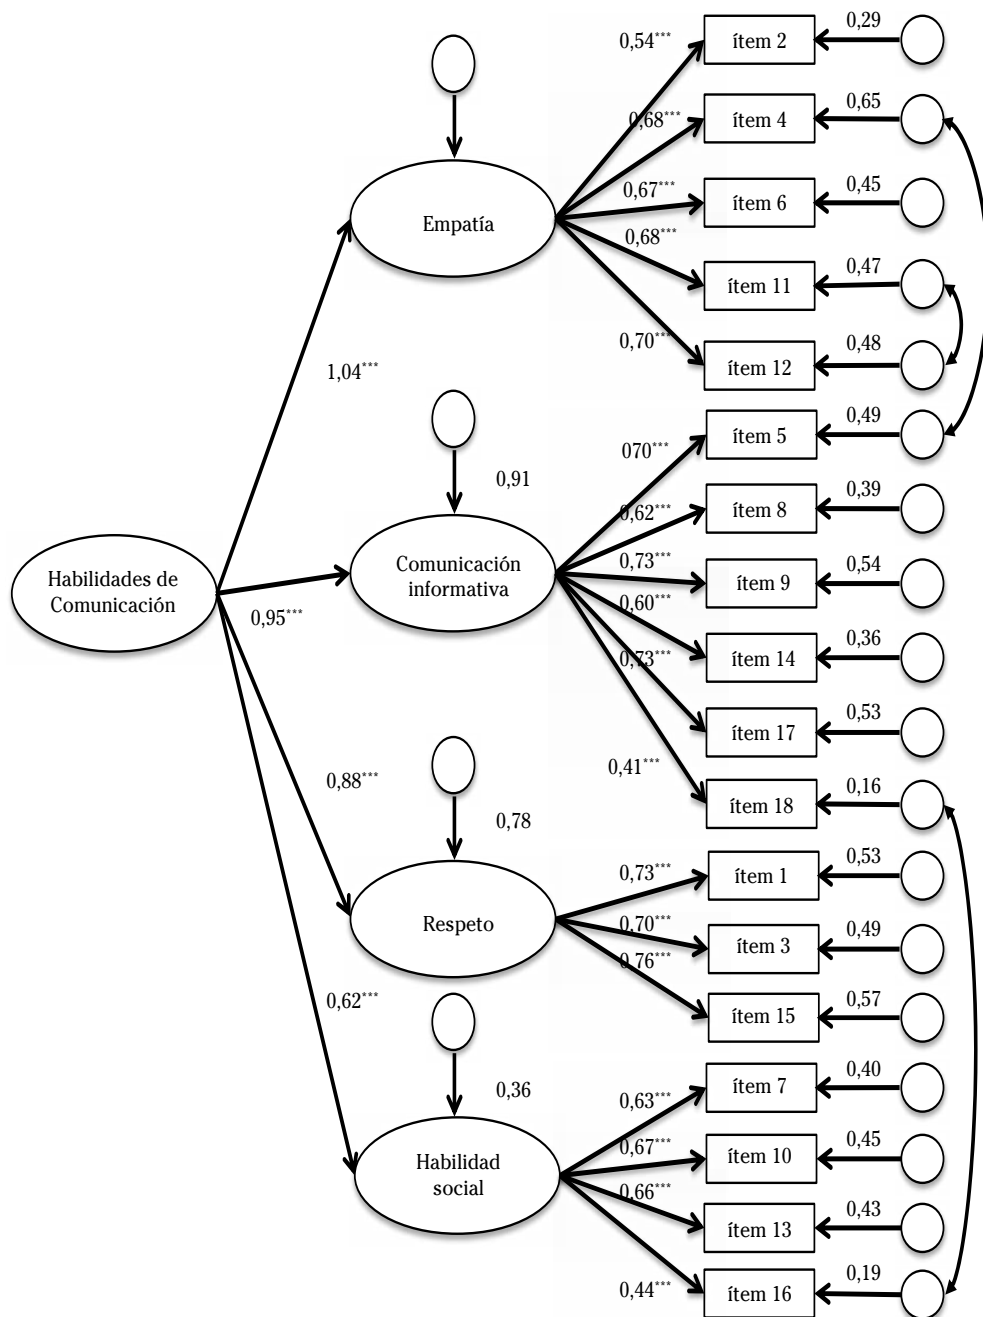 0,54***
ítem 2
0,29
0,68***
ítem 4
0,65
0,67***
ítem 6
0,45
Empatía
0,68***
ítem 11
0,47
0,70***
ítem 12
0,48
1,04***
070***
ítem 5
0,49
0,91
0,62***
ítem 8
0,39
Comunicación
informativa
0,73***
ítem 9
0,54
Habilidades de
Comunicación
0,95***
0,60***
ítem 14
0,36
0,73***
ítem 17
0,53
0,41***
ítem 18
0,16
0,88***
0,78
0,73***
ítem 1
0,53
Respeto
0,70***
ítem 3
0,49
0,76***
ítem 15
0,57
0,62***
0,36
0,63***
ítem 7
0,40
Habilidad
social
0,67***
ítem 10
0,45
0,66***
ítem 13
0,43
0,44***
ítem 16
0,19